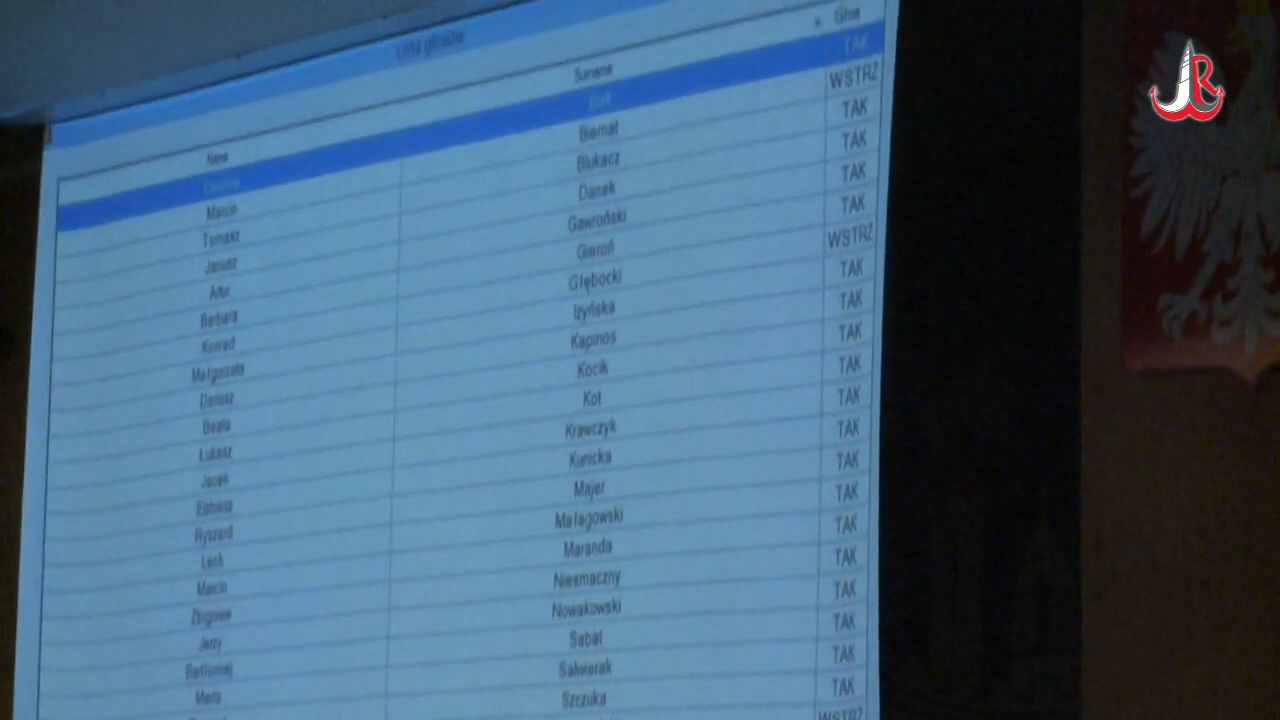 Lista głosów
Name Surname Głos
TAK
Marcin Biernat WSTRZ
Tomasz Blukacz TAK
Janusz Danek TAK
Artur Gawroński TAK
Barbara Gieroń TAK
Konrad Głębocki WSTRZ
Małgorzata Iżyńska TAK
Dariusz Kapinos TAK
Beata Kocik TAK
Łukasz Kot TAK
Jacek Krawczyk TAK
Elżbieta Kunicka TAK
Ryszard Majer TAK
Lech Małagowski TAK
Marcin Maranda TAK
Zbigniew Niesmaczny TAK
Jerzy Nowakowski TAK
Bartłomiej Sabat TAK
Marta Salwierak TAK
Szczuka TAK
WSTRZ